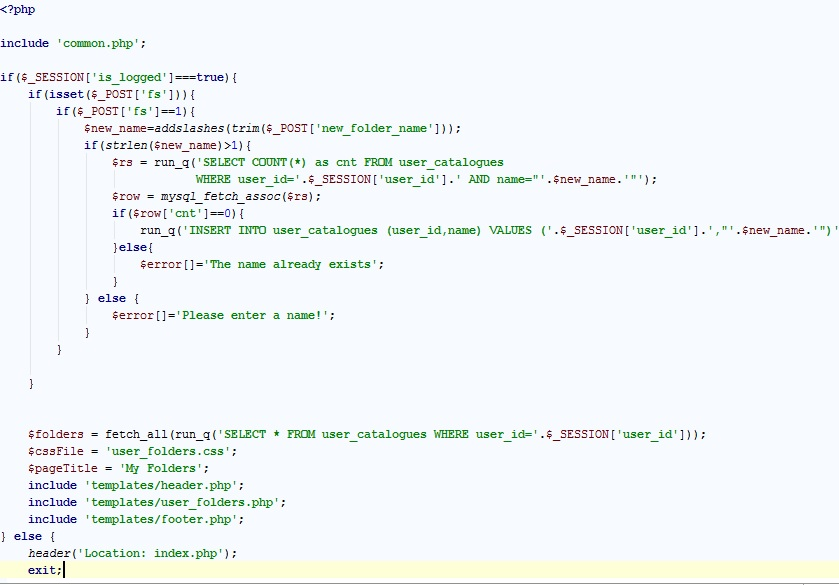 <?php
include 'common.php';
if($_SESSION['is_logged']===true){
if(isset($_POST['fs'])){
if($_POST['fs']==1){
$new_name=addslashes(trim($_POST['new_folder_name']));
if(strlen($new_name)>1){
$rs = run_q('SELECT COUNT(*) as cnt FROM user_catalogues
WHERE user_id='.$_SESSION['user_id'].' AND name="'.$new_name.'"');
$row = mysql_fetch_assoc($rs);
if($row['cnt']==0){
run_q('INSERT INTO user_catalogues (user_id,name) VALUES ('.$_SESSION['user_id'].',"'.$new_name.'")'
}else{
$error[]='The name already exists';
}
} else {
$error[]='Please enter a name!';
}
}
}
$folders = fetch_all(run_q('SELECT * FROM user_catalogues WHERE user_id='.$_SESSION['user_id']));
$cssFile = 'user_folders.css';
$pageTitle = 'My Folders';
include 'templates/header.php';
include 'templates/user_folders.php';
include 'templates/footer.php';
} else {
header('Location: index.php');
exit;